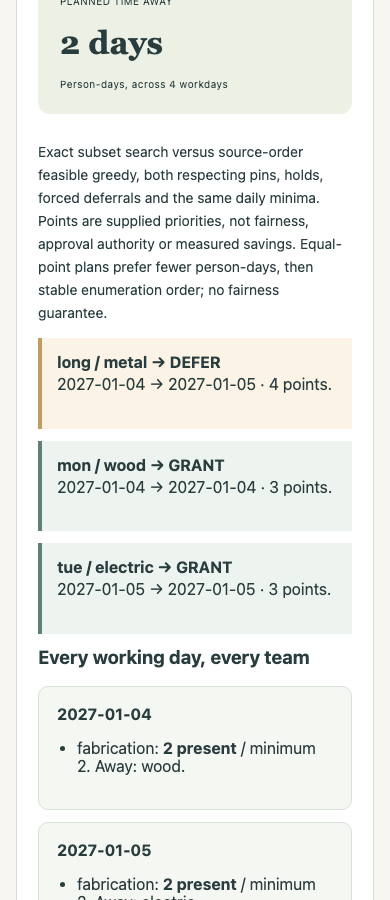 PLANNED TIME AWAY
2 days
Person-days, across 4 workdays
Exact subset search versus source-order
feasible greedy, both respecting pins, holds,
forced deferrals and the same daily minima.
Points are supplied priorities, not fairness,
approval authority or measured savings. Equal-
point plans prefer fewer person-days, then
stable enumeration order; no fairness
guarantee.
long / metal → DEFER
2027-01-04 → 2027-01-05 · 4 points.
mon / wood → GRANT
2027-01-04 → 2027-01-04 · 3 points.
tue / electric → GRANT
2027-01-05 → 2027-01-05 · 3 points.
Every working day, every team
2027-01-04
• fabrication: 2 present / minimum
2. Away: wood.
2027-01-05
• fabrication: 2 present / minimum
2. Away: electric.